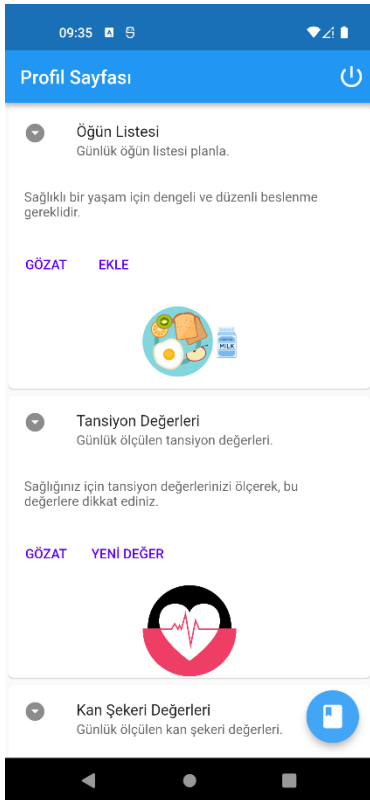 09:35
Profil Sayfası
Öğün Listesi
Günlük öğün listesi planla.
Sağlıklı bir yaşam için dengeli ve düzenli beslenme
gereklidir.
GÖZAT EKLE
MILK
Tansiyon Değerleri
Günlük ölçülen tansiyon değerleri.
Sağlığınız için tansiyon değerlerinizi ölçerek, bu
değerlere dikkat ediniz.
GÖZAT YENİ DEĞER
Kan Şekeri Değerleri
Günlük ölçülen kan şekeri değerleri.